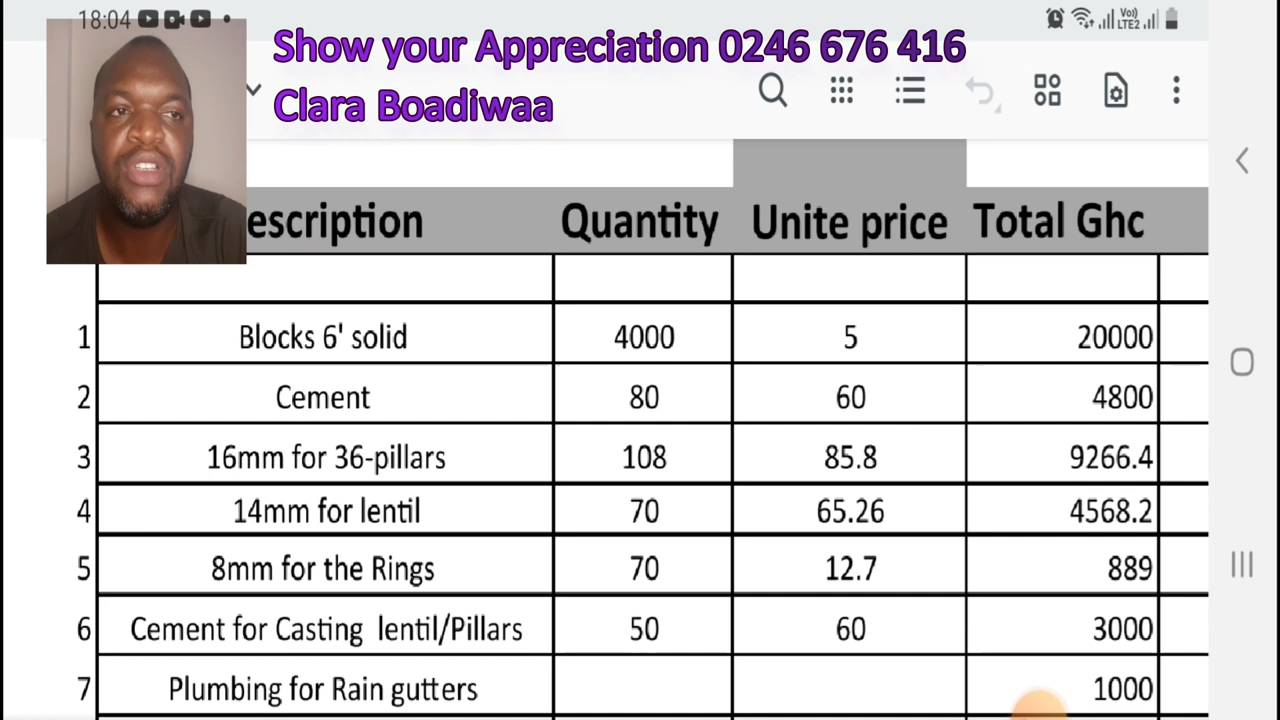 18:04
Vo)
LTE2
Show your Appreciation 0246 676 416
Clara Boadiwaa
escription Quantity Unite price Total Ghc
1 Blocks 6' solid 4000 5 20000
2 Cement 80 60 4800
3 16mm for 36-pillars 108 85.8 9266.4
4 14mm for lentil 70 65.26 4568.2
5 8mm for the Rings 70 12.7 889
6 Cement for Casting lentil/Pillars 50 60 3000
7 Plumbing for Rain gutters 1000